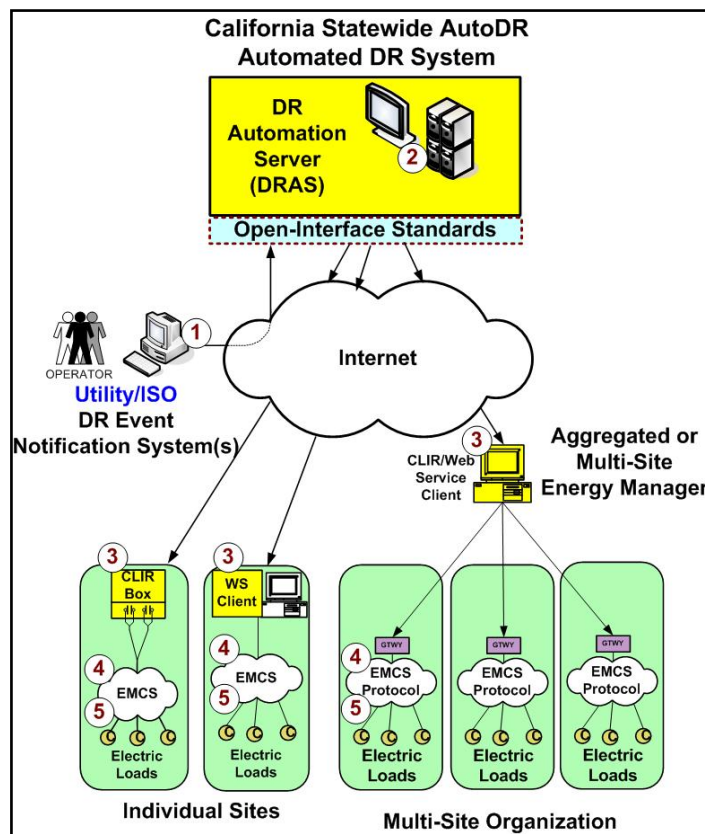 California Statewide AutoDR
Automated DR System
DR
Automation
Server
(DRAS)
2
Open-Interface Standards
1
OPERATOR
Utility/ISO
DR Event
Notification System(s)
Internet
3
CLIR/Web
Service
Client
Aggregated or
Multi-Site
Energy Manager
3
CLIR
Box
4
EMCS
5
Electric
Loads
3
WS
Client
4
EMCS
5
Electric
Loads
Individual Sites
GTWY
4
EMCS
Protocol
5
Electric
Loads
GTWY
EMCS
Protocol
Electric
Loads
GTWY
EMCS
Protocol
Electric
Loads
Multi-Site Organization